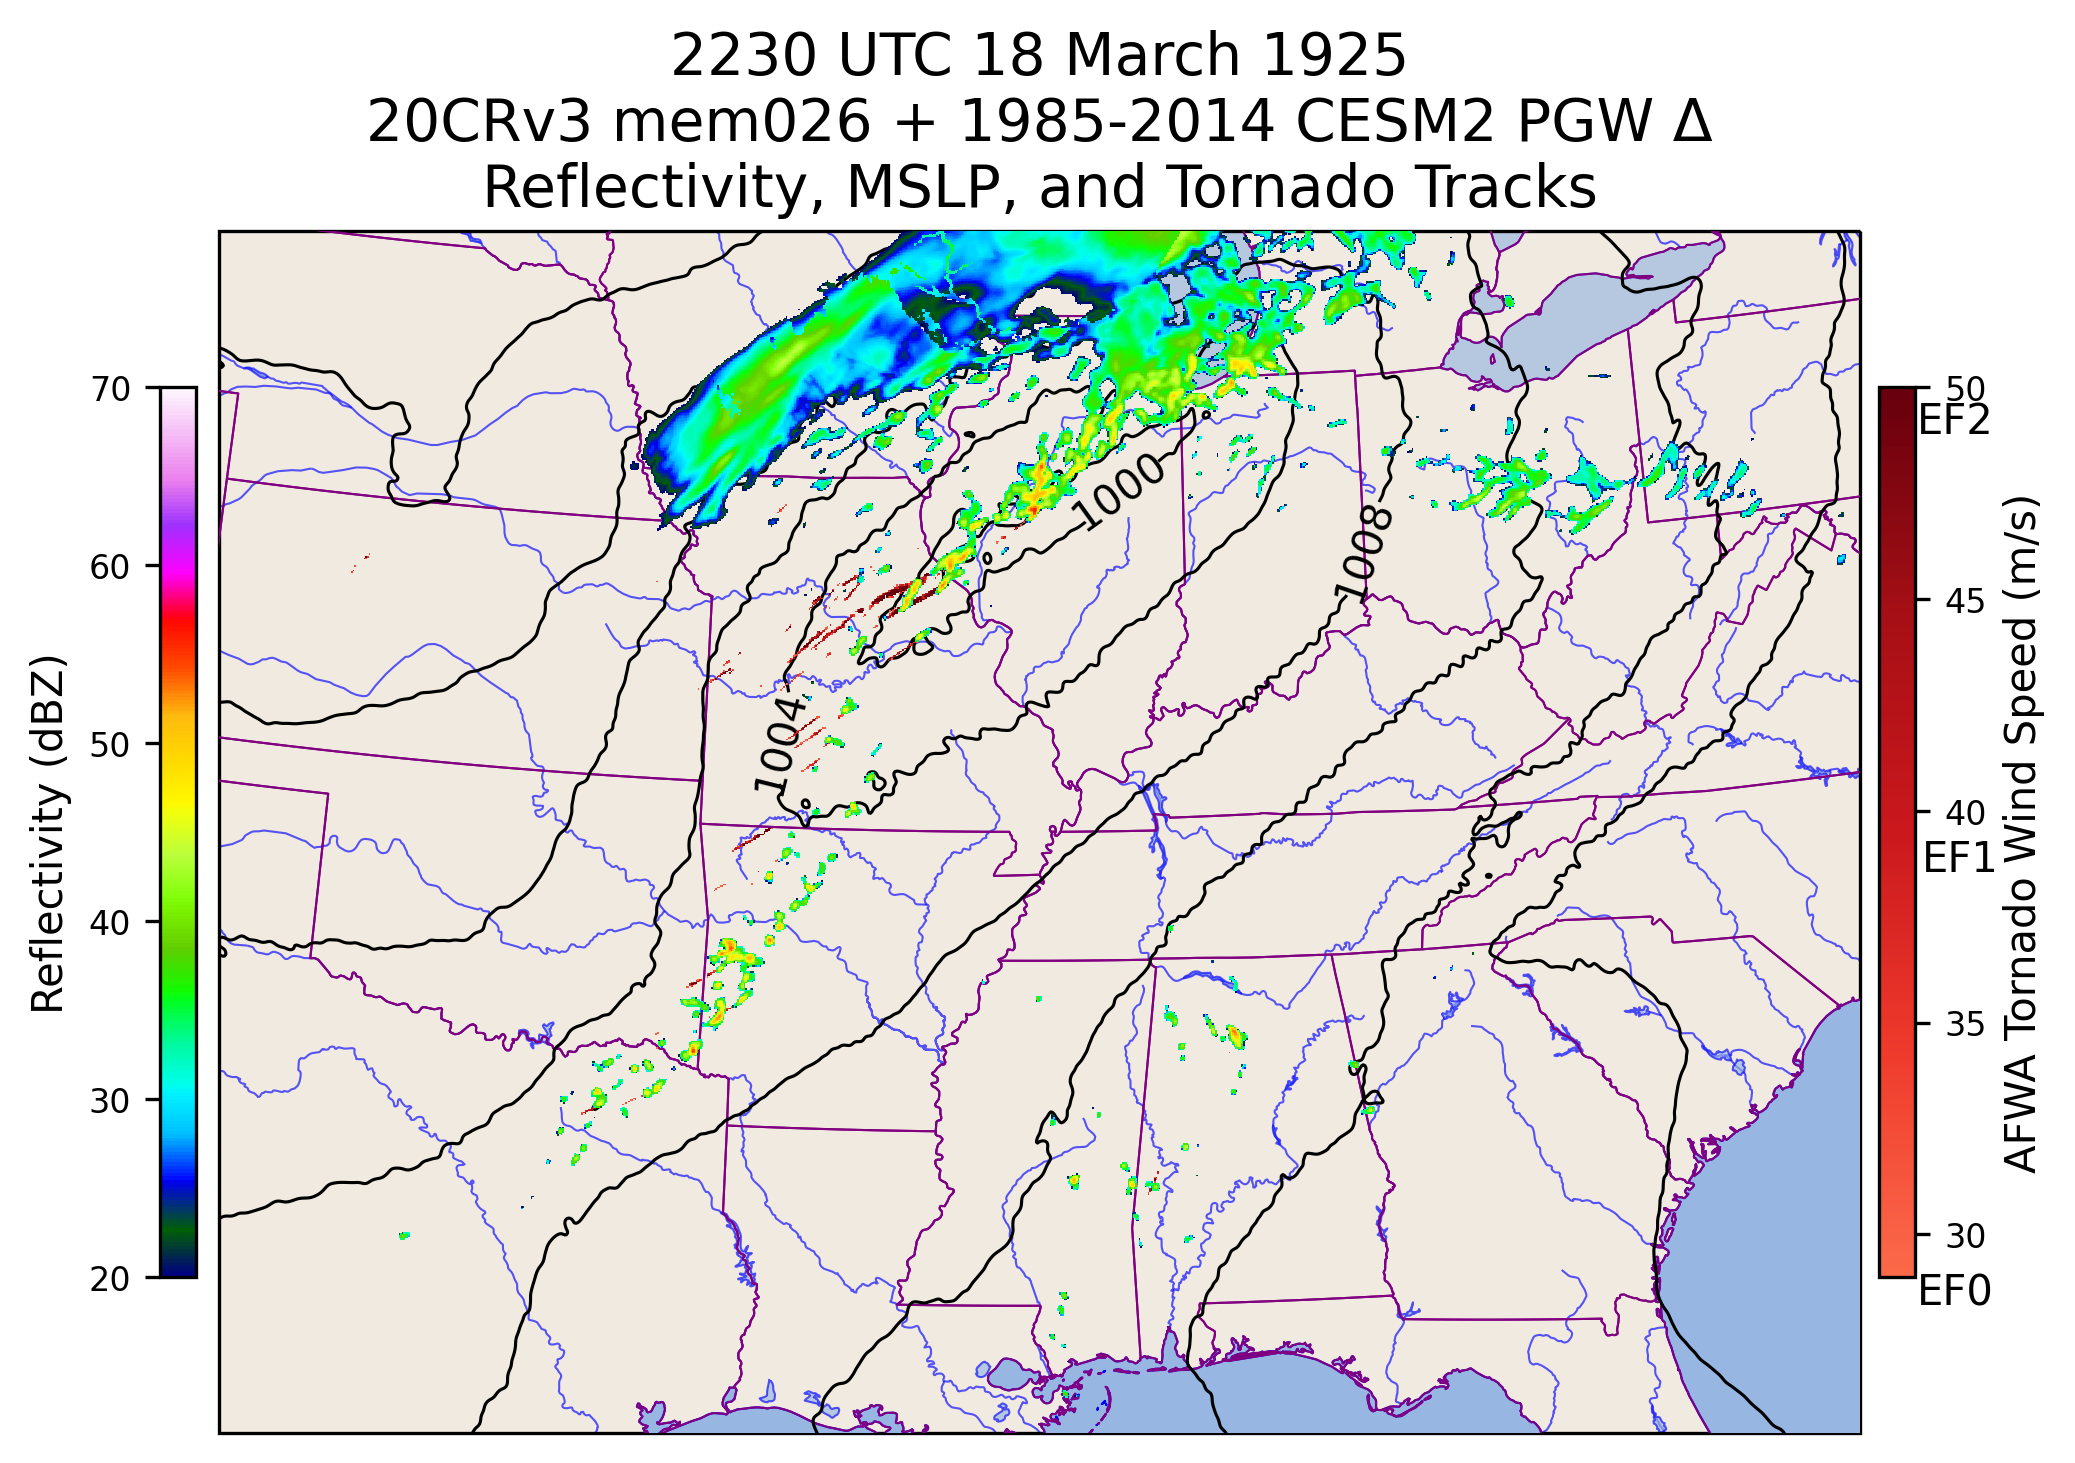 2230 UTC 18 March 1925
20CRv3 mem026 + 1985-2014 CESM2 PGW Δ
Reflectivity, MSLP, and Tornado Tracks
70
60
50
40
30
20
Reflectivity (dBZ)
1000
1008
1004
50
EF2
45
40
EF1
35
30
EF0
AFWA Tornado Wind Speed (m/s)